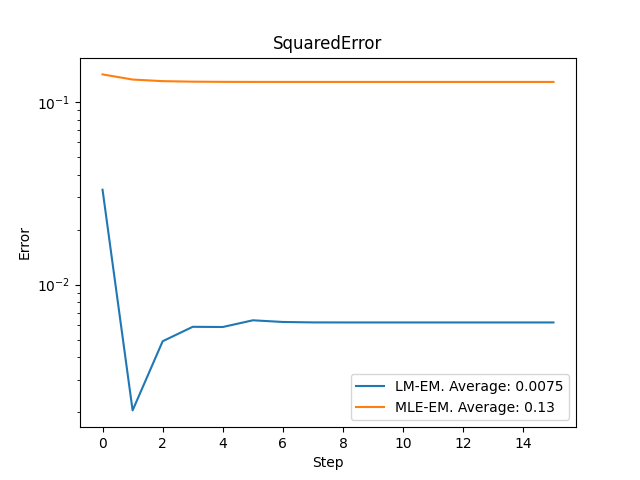 SquaredError
Error
10⁻¹
10⁻²
0 2 4 6 8 10 12 14
Step
LM-EM. Average: 0.0075
MLE-EM. Average: 0.13